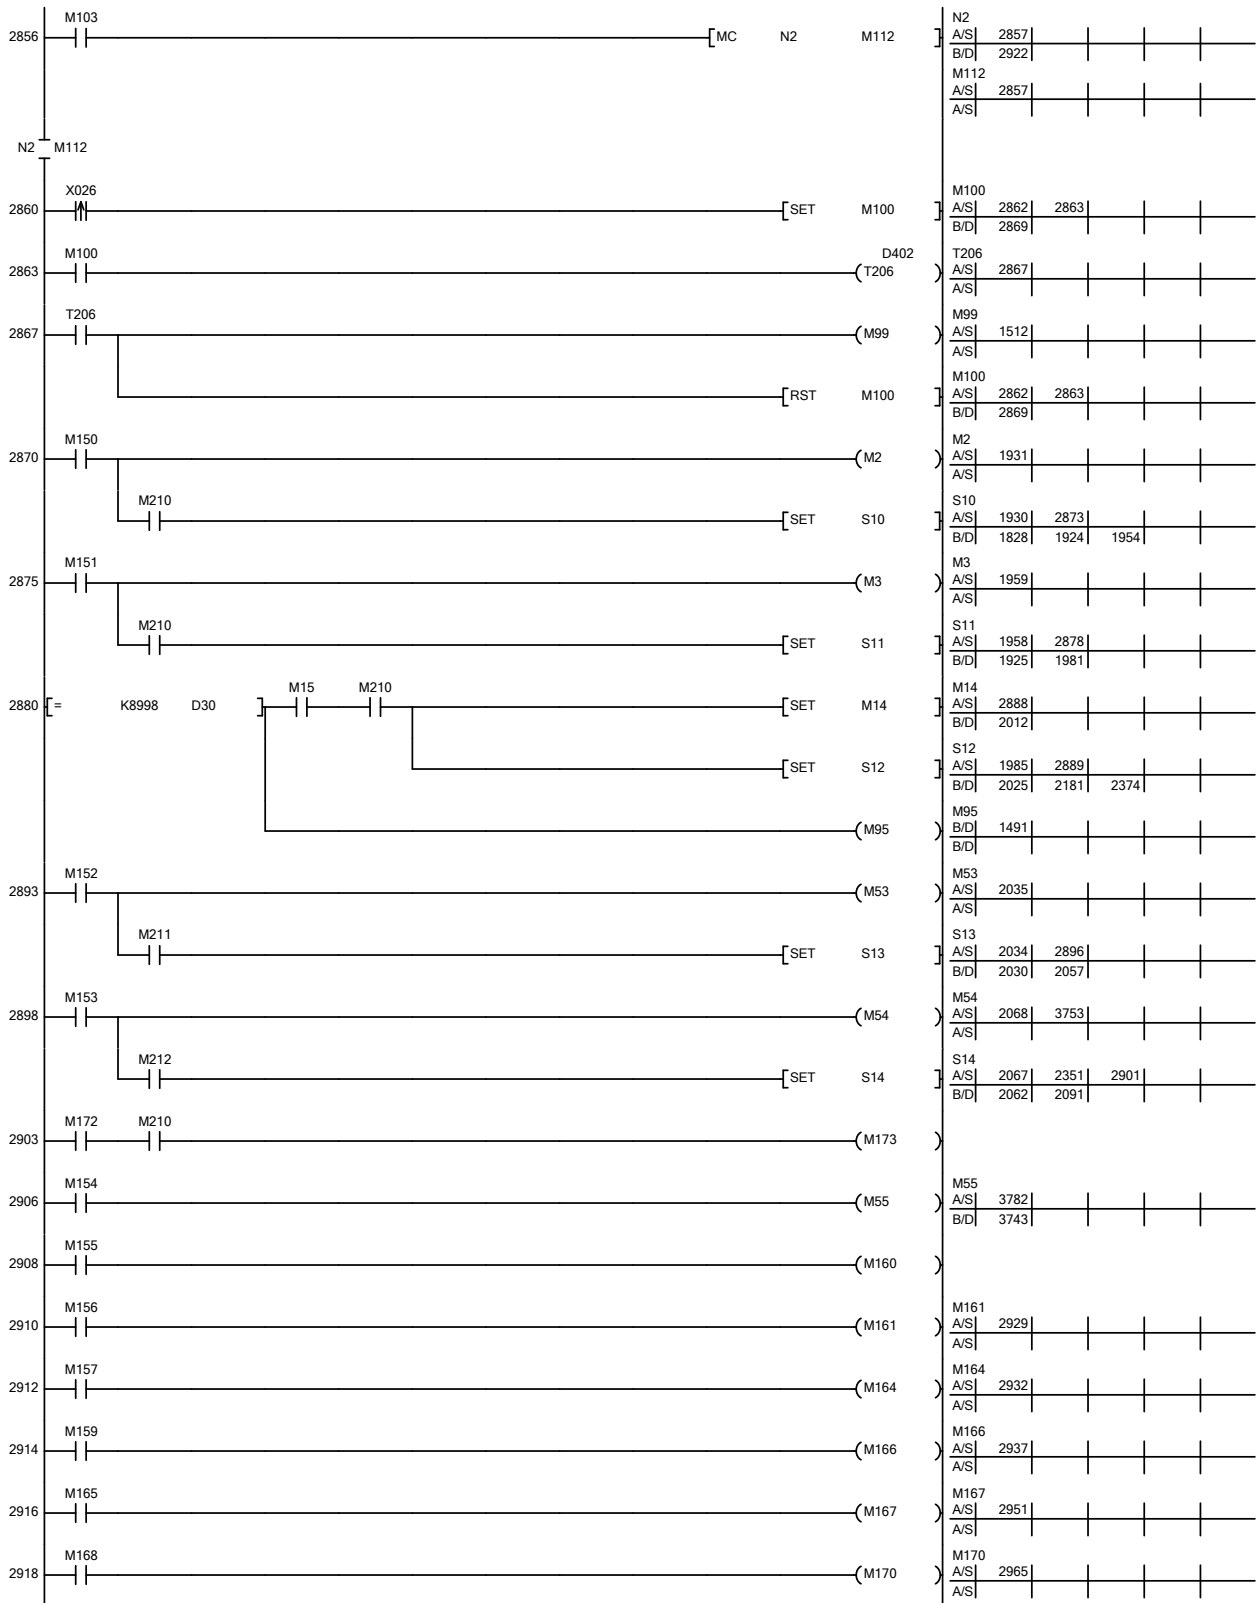 M103 N2
2856 MC N2 M112 A/S 2857
B/D 2922
M112
A/S 2857
A/S
N2 M112
X026 M100
2860 SET M100 A/S 2862 2863
B/D 2869
M100 D402 T206
2863 T206 A/S 2867
A/S
T206 M99
2867 M99 A/S 1512
A/S
M100
RST M100 A/S 2862 2863
B/D 2869
M150 M2
2870 M2 A/S 1931
A/S
M210 S10
SET S10 A/S 1930 2873
B/D 1828 1924 1954
M151 M3
2875 M3 A/S 1959
A/S
M210 S11
SET S11 A/S 1958 2878
B/D 1925 1981
M15 M210 M14
2880 = K8998 D30 SET M14 A/S 2888
B/D 2012
S12
SET S12 A/S 1985 2889
B/D 2025 2181 2374
M95
M95 B/D 1491
B/D
M152 M53
2893 M53 A/S 2035
A/S
M211 S13
SET S13 A/S 2034 2896
B/D 2030 2057
M153 M54
2898 M54 A/S 2068 3753
A/S
M212 S14
SET S14 A/S 2067 2351 2901
B/D 2062 2091
M172 M210
2903 M173
M154 M55
2906 M55 A/S 3782
B/D 3743
M155
2908 M160
M156 M161
2910 M161 A/S 2929
A/S
M157 M164
2912 M164 A/S 2932
A/S
M159 M166
2914 M166 A/S 2937
A/S
M165 M167
2916 M167 A/S 2951
A/S
M168 M170
2918 M170 A/S 2965
A/S